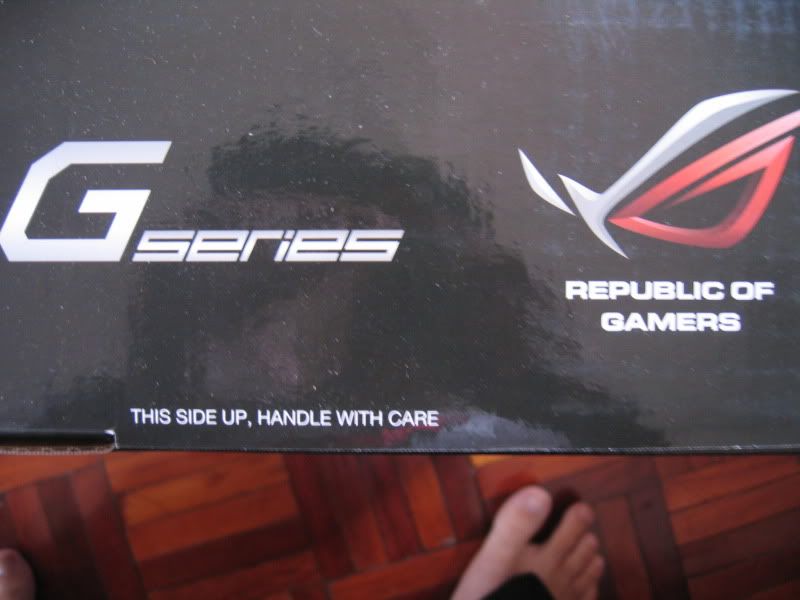 G series
REPUBLIC OF
GAMERS
THIS SIDE UP, HANDLE WITH CARE